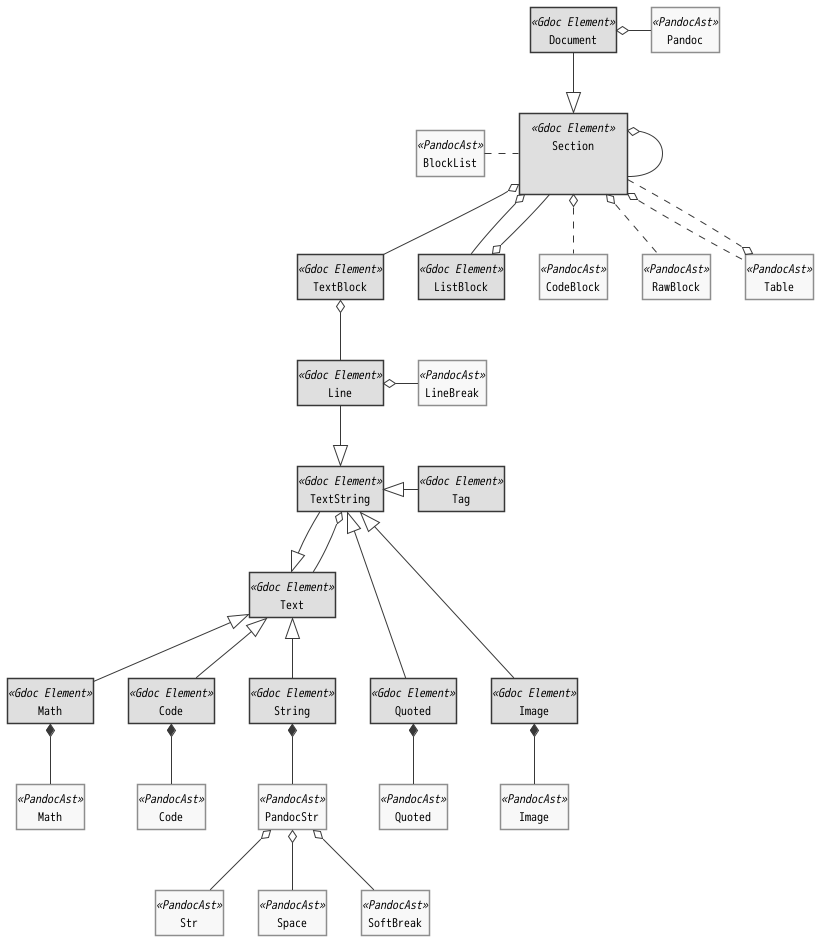 «Gdoc Element»
Document
«PandocAst»
Pandoc
«Gdoc Element»
Section
«PandocAst»
BlockList
«Gdoc Element»
TextBlock
«Gdoc Element»
ListBlock
«PandocAst»
CodeBlock
«PandocAst»
RawBlock
«PandocAst»
Table
«Gdoc Element»
Line
«PandocAst»
LineBreak
«Gdoc Element»
TextString
«Gdoc Element»
Tag
«Gdoc Element»
Text
«Gdoc Element»
Math
«Gdoc Element»
Code
«Gdoc Element»
String
«Gdoc Element»
Quoted
«Gdoc Element»
Image
«PandocAst»
Math
«PandocAst»
Code
«PandocAst»
PandocStr
«PandocAst»
Quoted
«PandocAst»
Image
«PandocAst»
Str
«PandocAst»
Space
«PandocAst»
SoftBreak